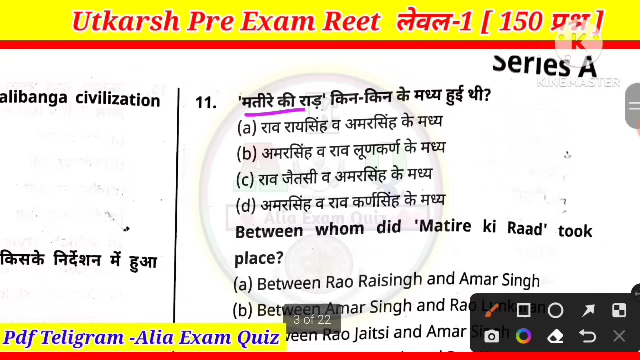 Utkarsh Pre Exam Reet लेवल-1 [ 150 प्रश्न ]
Series A
KINEMASTER
alibanga civilization
11. 'मतीरे की राड़' किन-किन के मध्य हुई थी?
(a) राव रायसिंह व अमरसिंह के मध्य
(b) अमरसिंह व राव लूणकर्ण के मध्य
(c) राव जैतसी व अमरसिंह के मध्य
(d) अमरसिंह व राव कर्णसिंह के मध्य
Alia Exam Quiz
Between whom did 'Matire ki Raad' took
place?
किसके निर्देशन में हुआ
(a) Between Rao Raisingh and Amar Singh
(b) Between Amar Singh and Rao
3 of 22
ween Rao Jaitsi and Amar
Pdf Teligram -Alia Exam Quiz